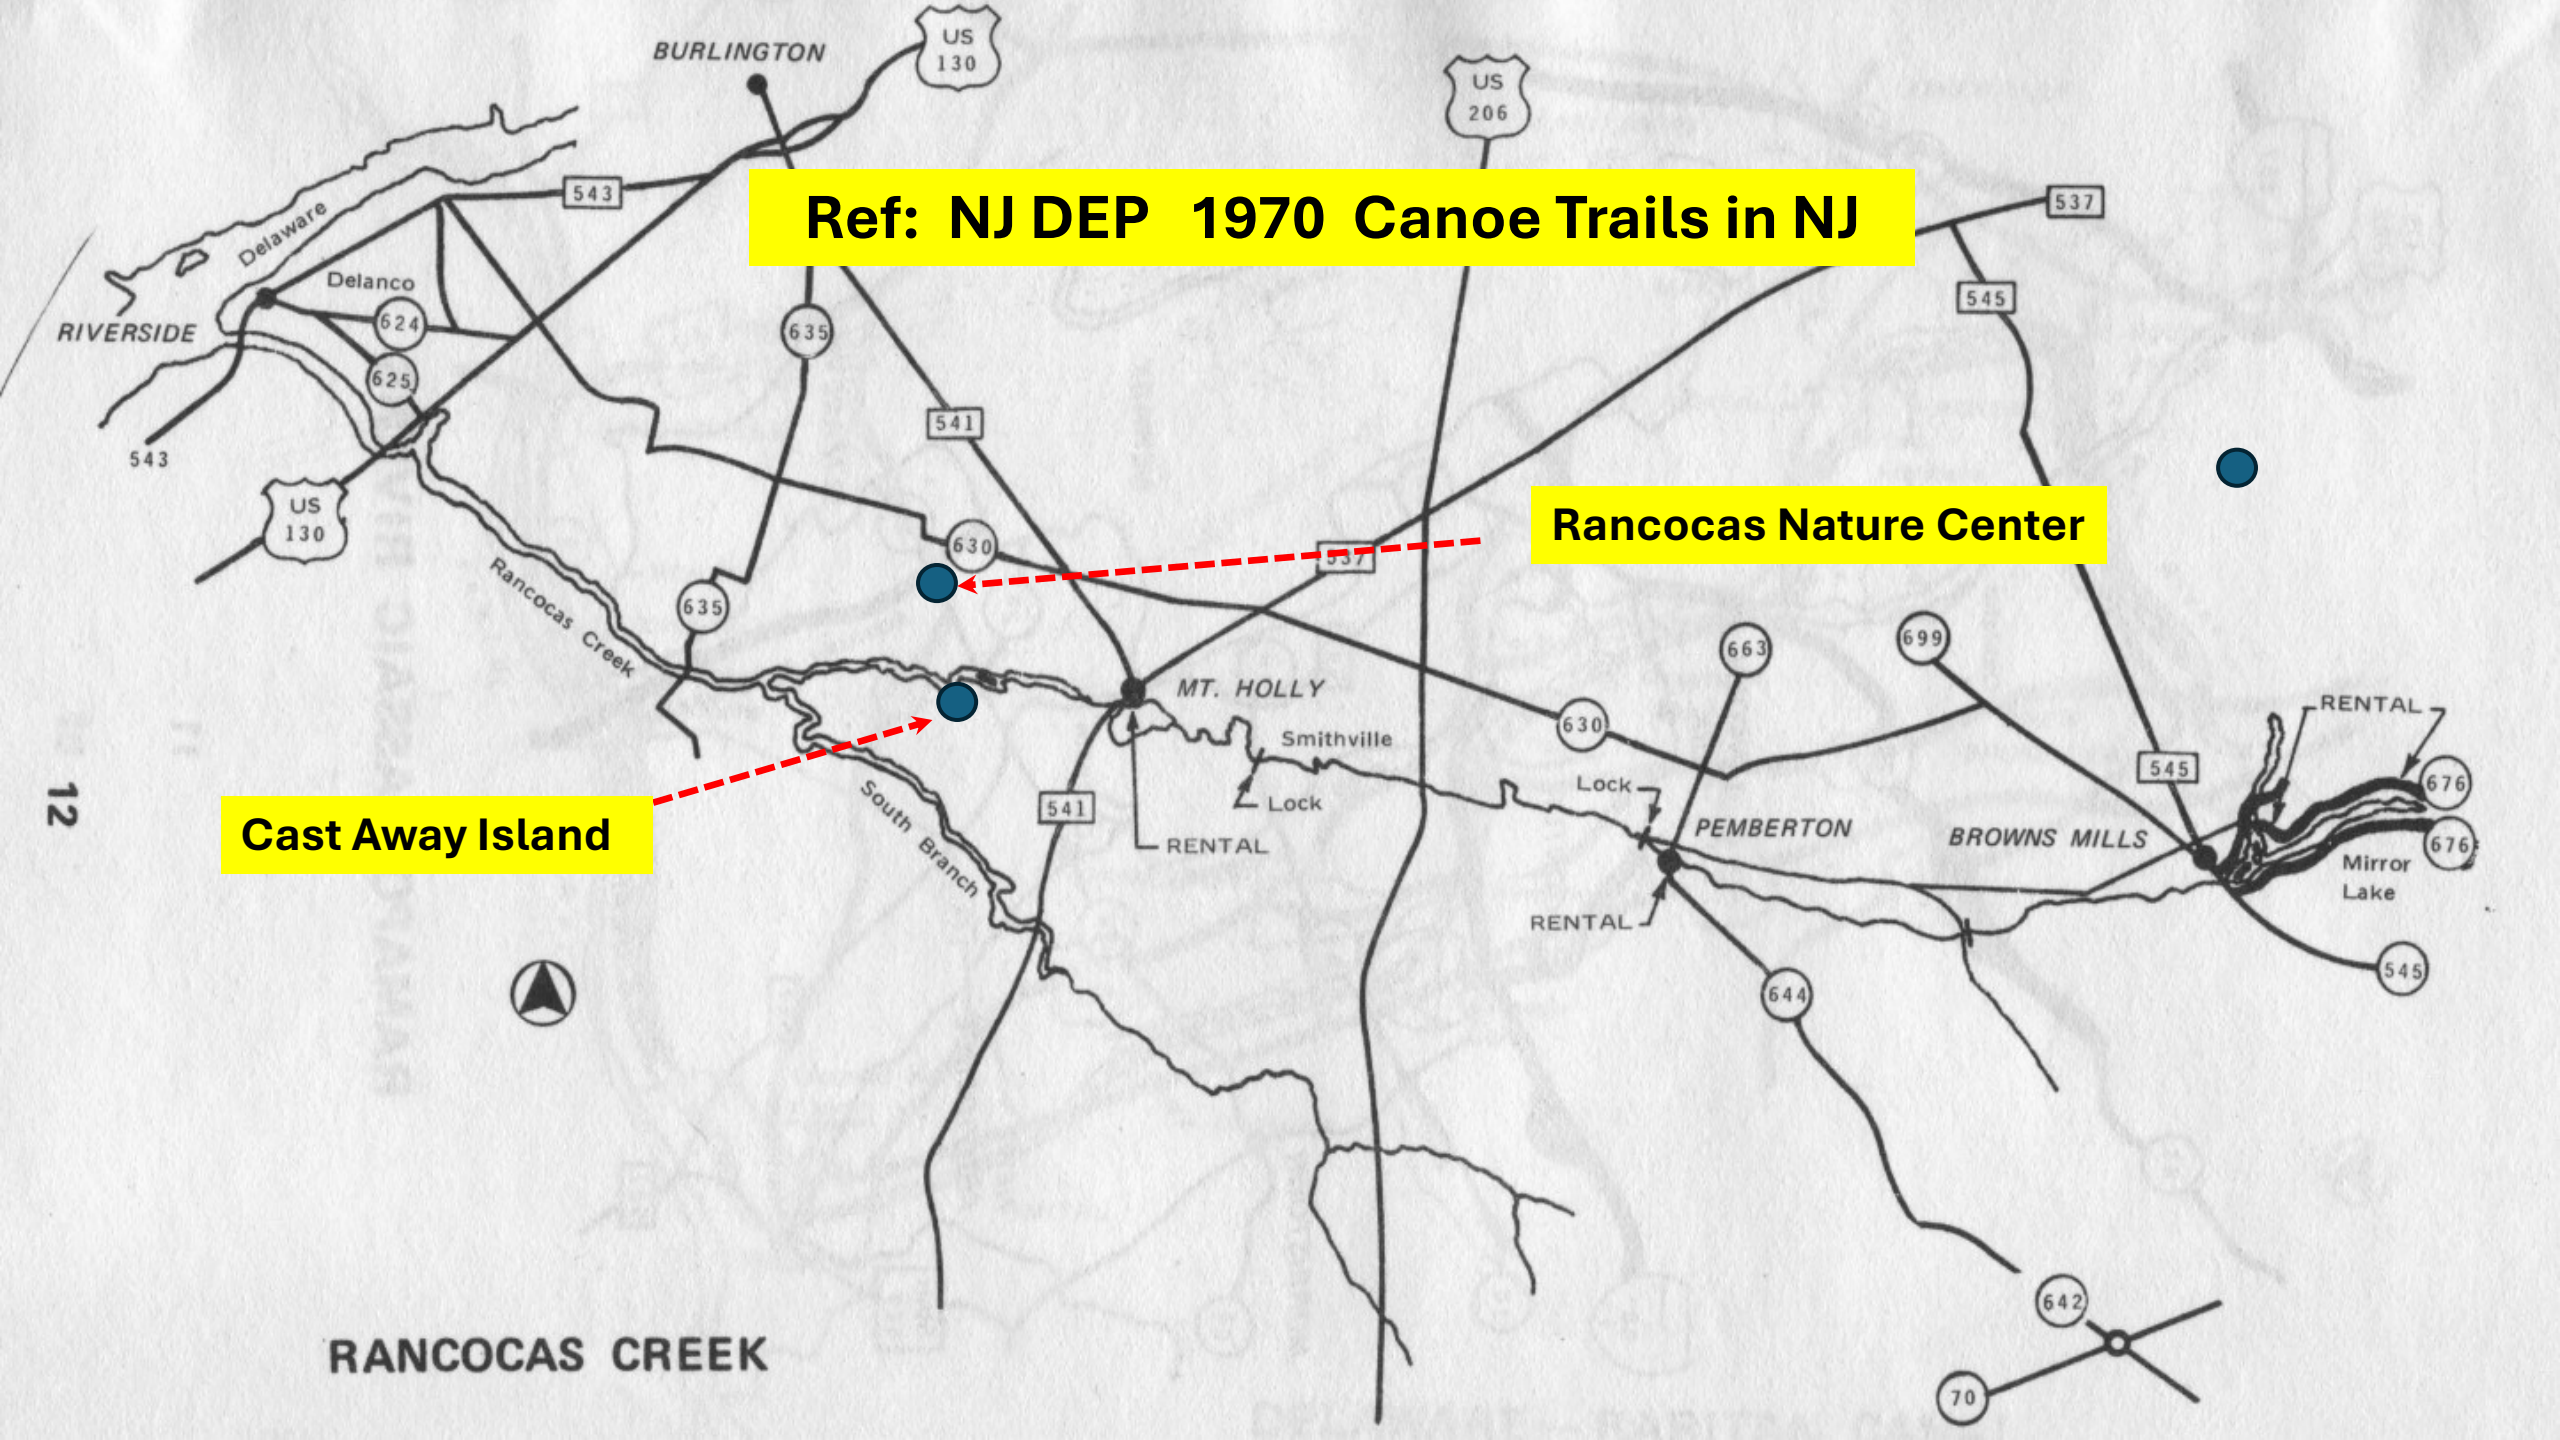 BURLINGTON
US
130
US
206
543
Ref: NJ DEP 1970 Canoe Trails in NJ
537
Delaware
Delanco
545
624
635
RIVERSIDE
625
541
543
US
130
Rancocas Nature Center
630
537
Rancocas Creek
635
663
699
MT. HOLLY
RENTAL
630
Smithville
545
676
Lock
Lock
541
South Branch
Cast Away Island
12
RENTAL
PEMBERTON
BROWNS MILLS
676
Mirror
Lake
RENTAL
545
644
642
RANCOCAS CREEK
70